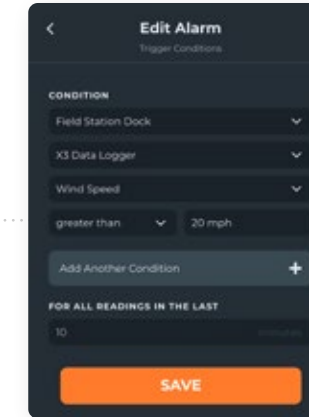 Edit Alarm
Trigger Conditions
CONDITION
Field Station Dock
X3 Data Logger
Wind Speed
greater than 20 mph
Add Another Condition +
FOR ALL READINGS IN THE LAST
10 minutes
SAVE